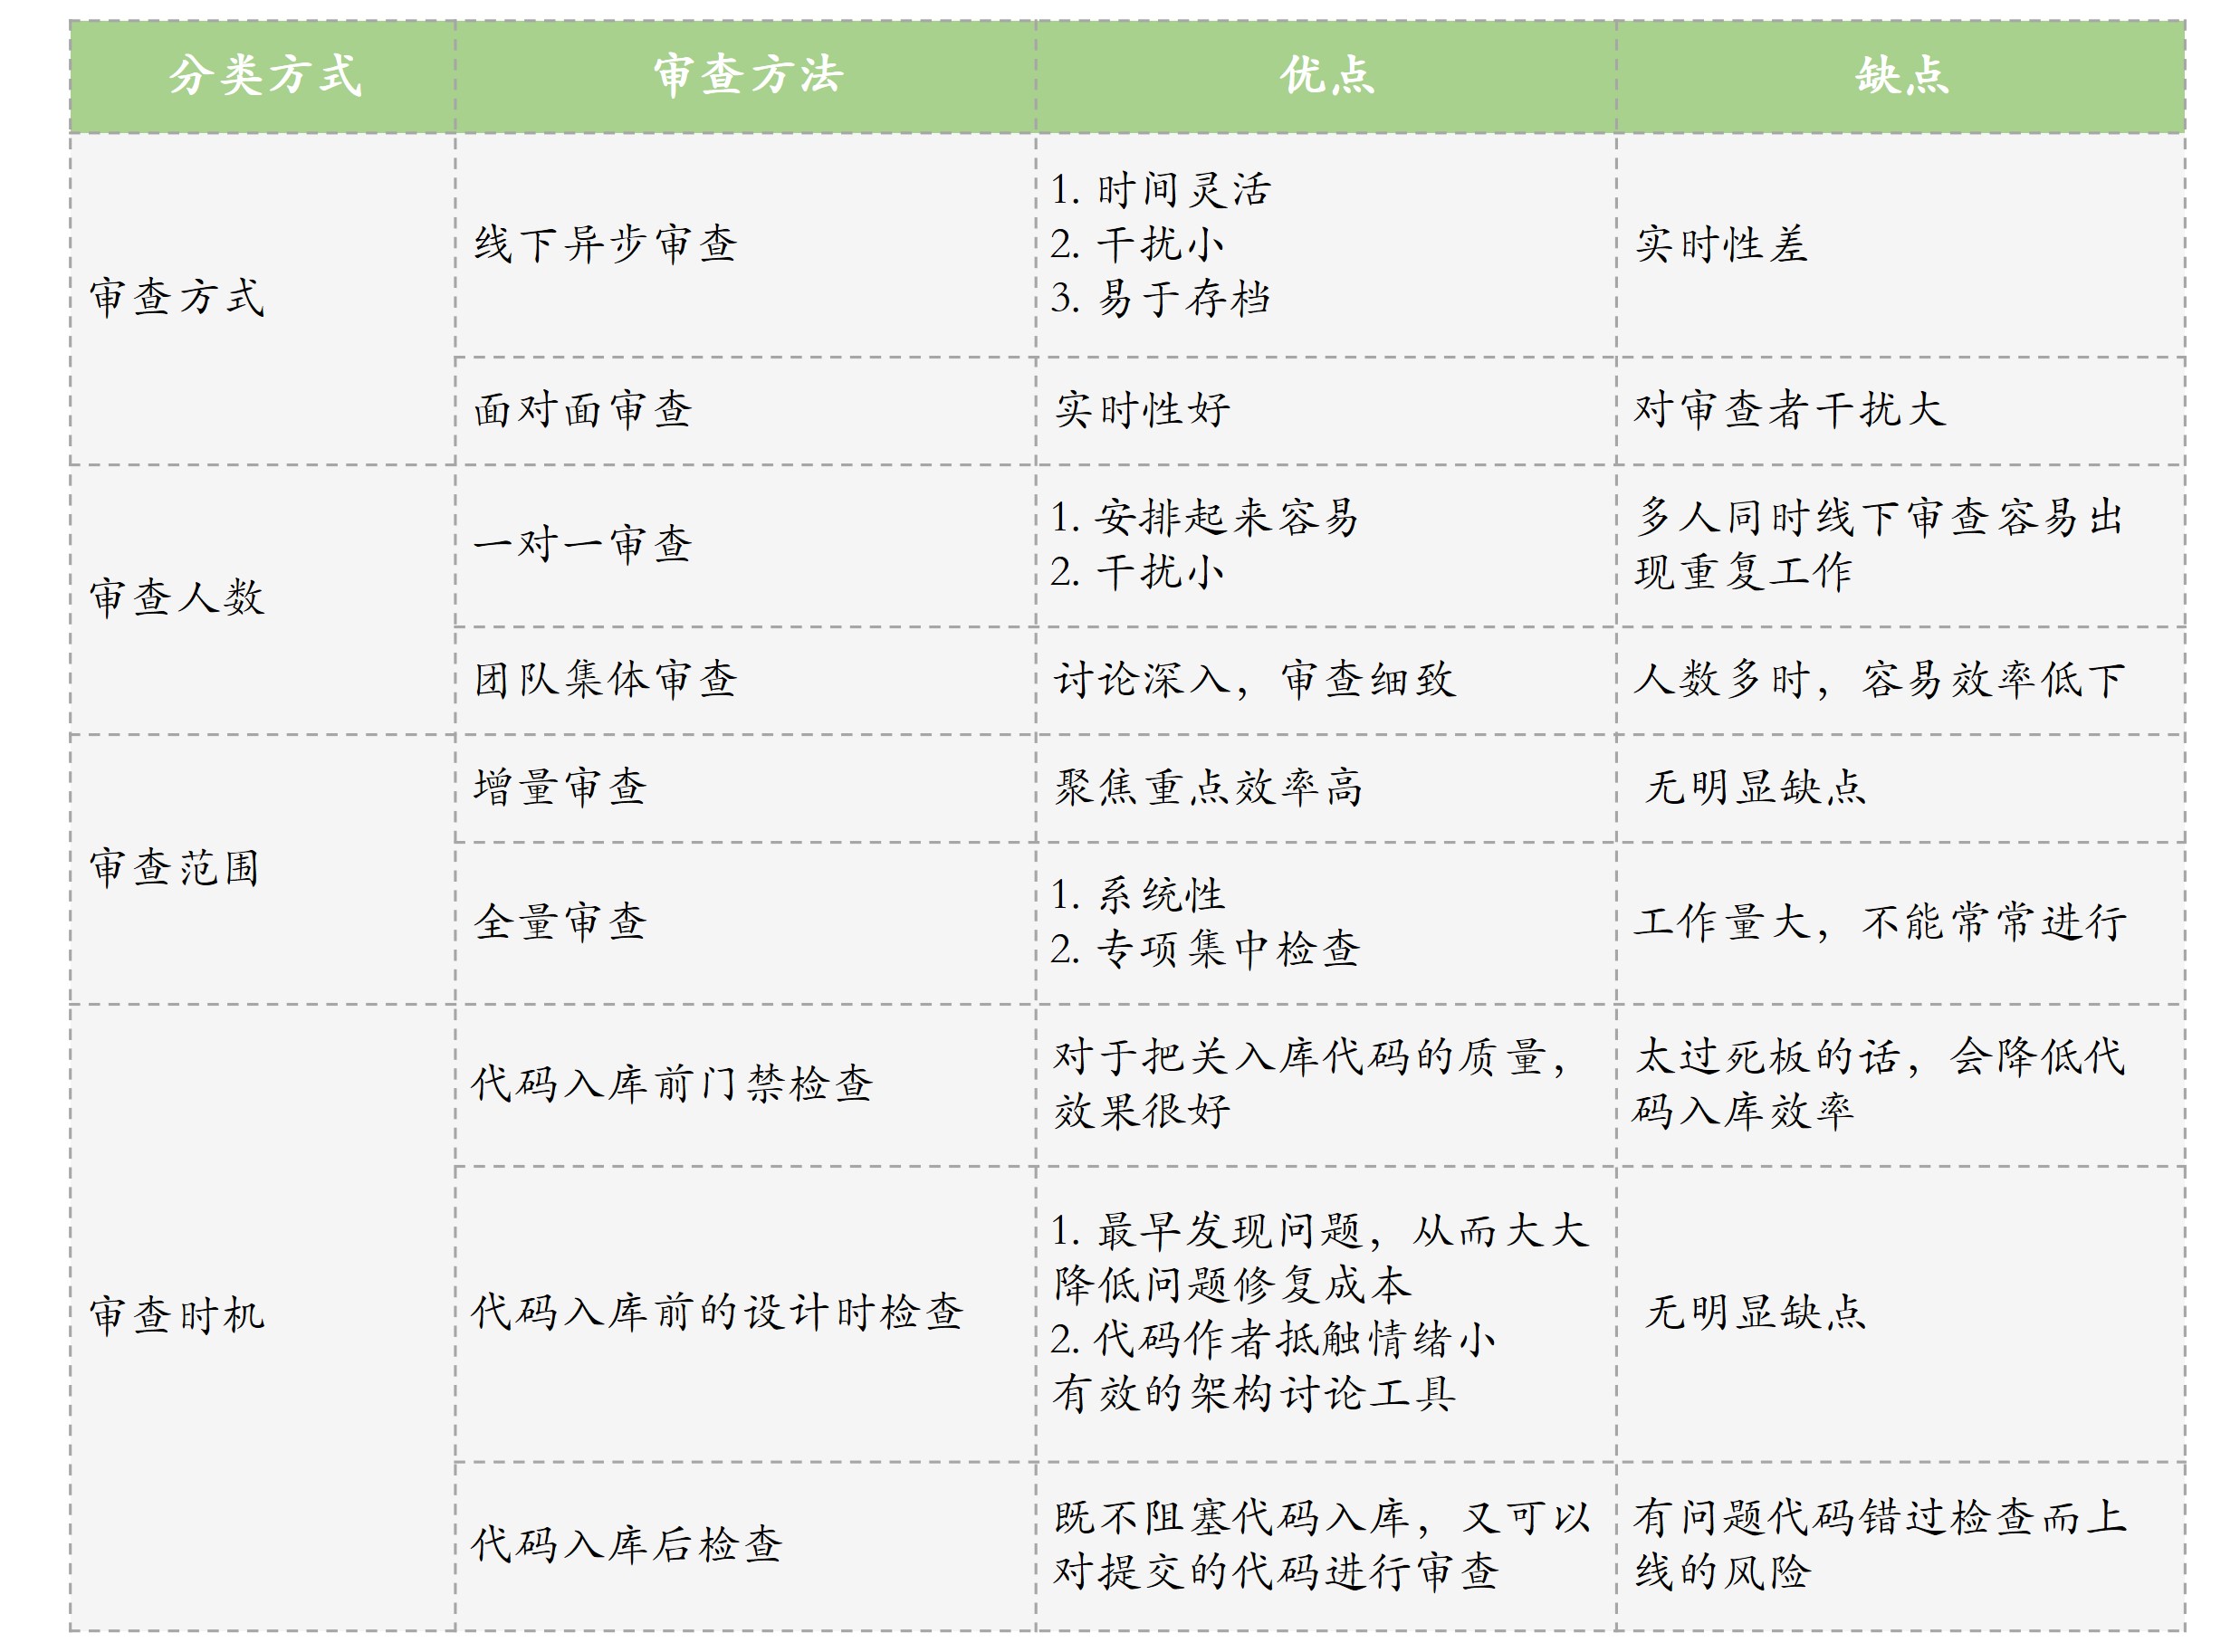 分类方式
审查方法
优点
缺点
审查方式
线下异步审查
1. 时间灵活
2. 干扰小
3. 易于存档
实时性差
面对面审查
实时性好
对审查者干扰大
审查人数
一对一审查
1. 安排起来容易
2. 干扰小
多人同时线下审查容易出
现重复工作
团队集体审查
讨论深入，审查细致
人数多时，容易效率低下
审查范围
增量审查
聚焦重点效率高
无明显缺点
全量审查
1. 系统性
2. 专项集中检查
工作量大，不能常常进行
审查时机
代码入库前门禁检查
对于把关入库代码的质量，
效果很好
太过死板的话，会降低代
码入库效率
代码入库前的设计时检查
1. 最早发现问题，从而大大
降低问题修复成本
2. 代码作者抵触情绪小
有效的架构讨论工具
无明显缺点
代码入库后检查
既不阻塞代码入库，又可以
对提交的代码进行审查
有问题代码错过检查而上
线的风险